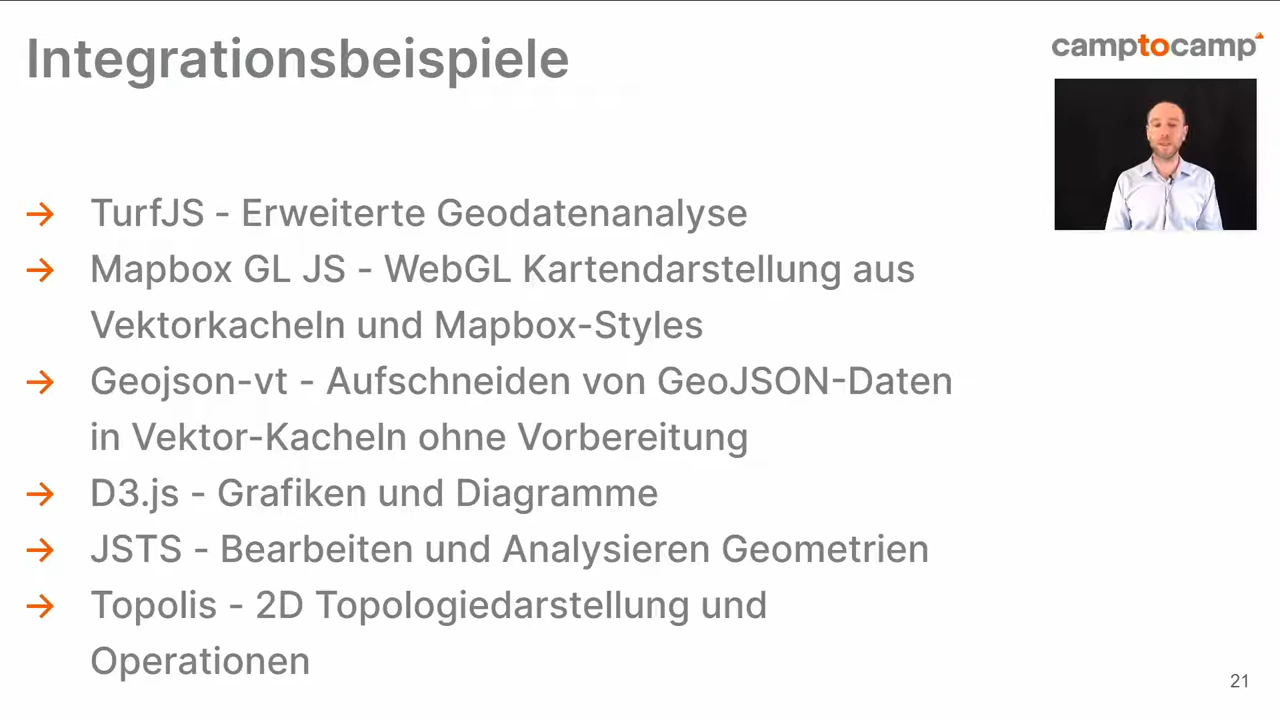 Integrationsbeispiele
camptocamp
→ TurfJS - Erweiterte Geodatenanalyse
→ Mapbox GL JS - WebGL Kartendarstellung aus
Vektorkacheln und Mapbox-Styles
→ Geojson-vt - Aufschneiden von GeoJSON-Daten
in Vektor-Kacheln ohne Vorbereitung
→ D3.js - Grafiken und Diagramme
→ JSTS - Bearbeiten und Analysieren Geometrien
→ Topolis - 2D Topologiedarstellung und
Operationen
21